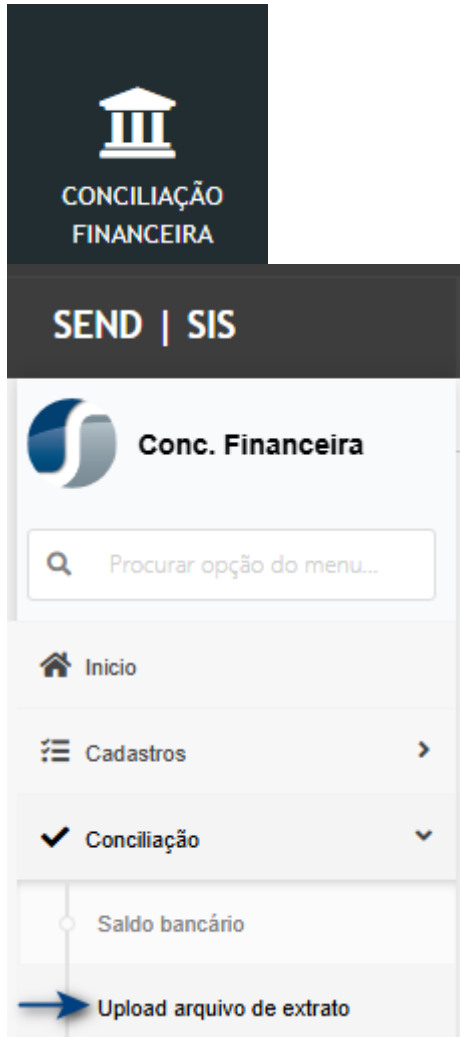 CONCILIAÇÃO
FINANCEIRA
SEND | SIS
Conc. Financeira
Procurar opção do menu...
Inicio
Cadastros
Conciliação
Saldo bancário
Upload arquivo de extrato